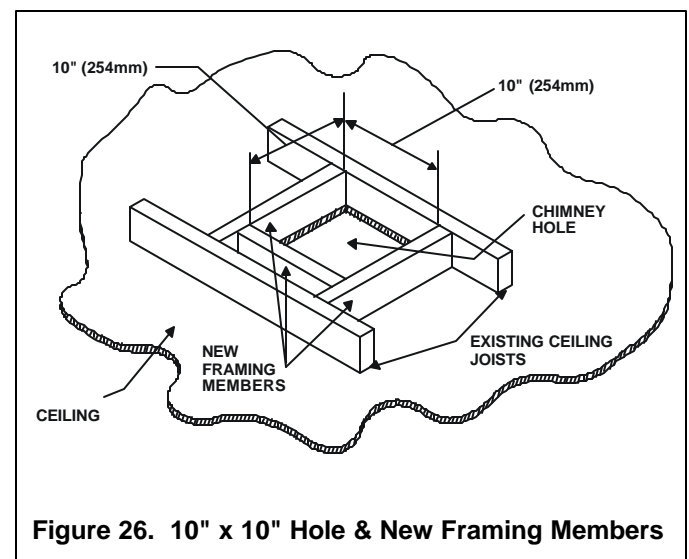 10" (254mm)
10" (254mm)
CHIMNEY
HOLE
NEW
FRAMING
MEMBERS
EXISTING CEILING
JOISTS
CEILING
Figure 26. 10" x 10" Hole & New Framing Members